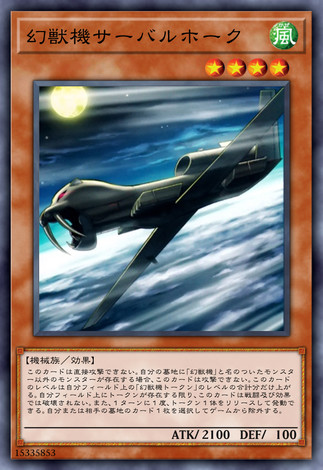 幻獣機サーバルホーク
風
【機械族／効果】
このカードは直接攻撃できない。自分の墓地に「幻獣機」と名のついたモンスタ
ー以外のモンスターが存在する場合、このカードは攻撃できない。このカード
のレベルは自分フィールド上の「幻獣機トークン」のレベルの合計分だけ上が
る。自分フィールド上にトークンが存在する限り、このカードは戦闘及び効果
では破壊されない。また、１ターンに１度、トークン１体をリリースして発動で
きる。自分または相手の墓地のカード１枚を選択してゲームから除外する。
ATK/ 2100 DEF/ 100
15335853